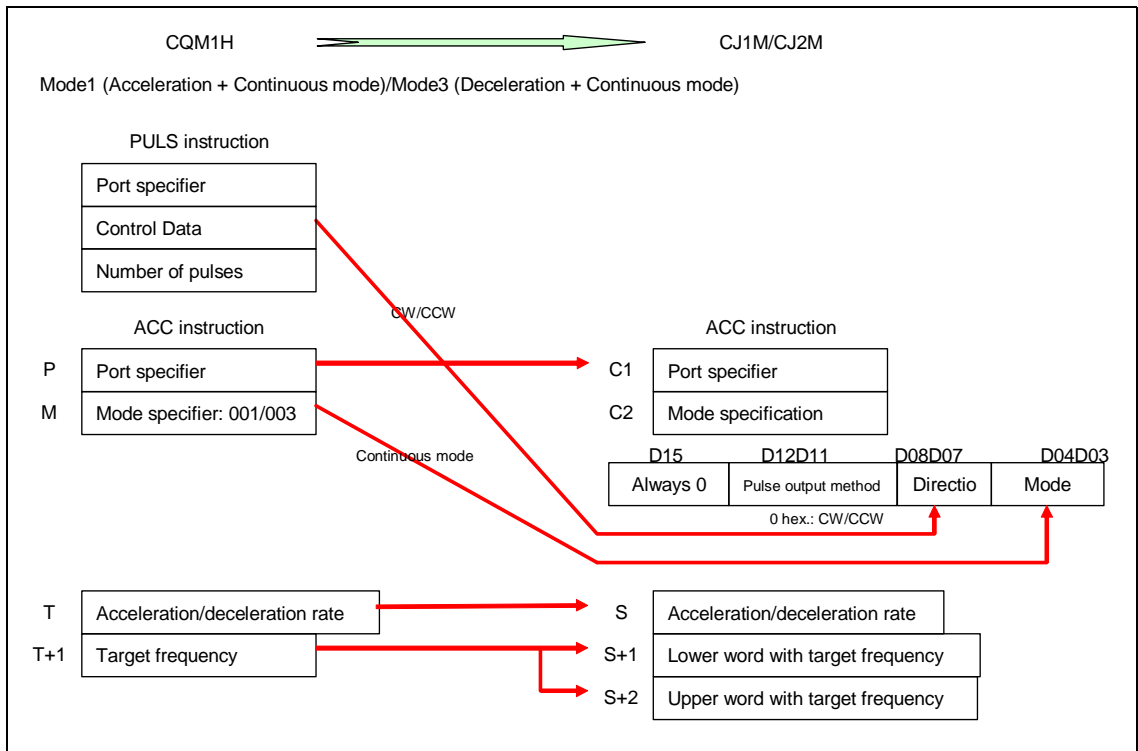 CQM1H CJ1M/CJ2M
Mode1 (Acceleration + Continuous mode)/Mode3 (Deceleration + Continuous mode)
PULS instruction
Port specifier
Control Data
Number of pulses
CW/CCW
ACC instruction ACC instruction
P Port specifier C1 Port specifier
M Mode specifier: 001/003 C2 Mode specification
Continuous mode
D15 D12D11 D08D07 D04D03
Always 0 Pulse output method Directio Mode
0 hex.: CW/CCW
T Acceleration/deceleration rate S Acceleration/deceleration rate
T+1 Target frequency S+1 Lower word with target frequency
S+2 Upper word with target frequency